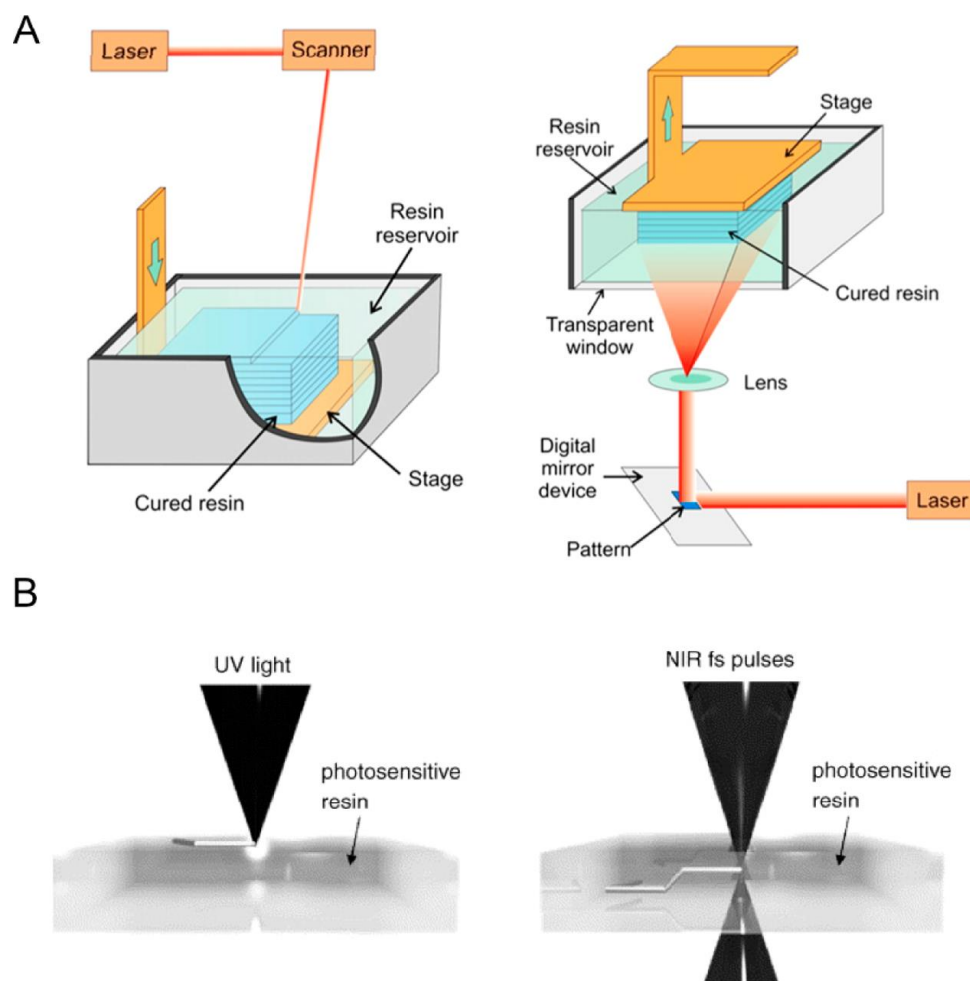 A
Laser
Scanner
Resin
reservoir
Cured resin
Stage
Resin
reservoir
Stage
Cured resin
Transparent
window
Lens
Digital
mirror
device
Pattern
Laser
B
UV light
photosensitive
resin
NIR fs pulses
photosensitive
resin